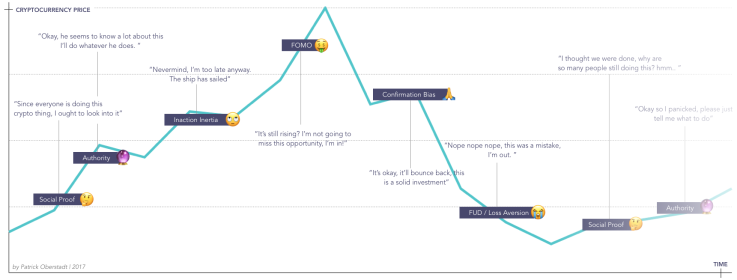 CRYPTOCURRENCY PRICE
"Okay, he seems to know a lot about this
I'll do whatever he does. "
FOMO
"I thought we were done, why are
so many people still doing this? hmm.. "
"Nevermind, I'm too late anyway.
The ship has sailed"
Confirmation Bias
"Since everyone is doing this
crypto thing, I ought to look into it"
"Okay so I panicked, please just
tell me what to do"
Inaction Inertia
"It's still rising? I'm not going to
miss this opportunity, I'm in!"
"Nope nope nope, this was a mistake,
I'm out. "
Authority
"It's okay, it'll bounce back, this
is a solid investment"
Social Proof
FUD / Loss Aversion
Authority
Social Proof
by Patrick Oberstadt | 2017
TIME